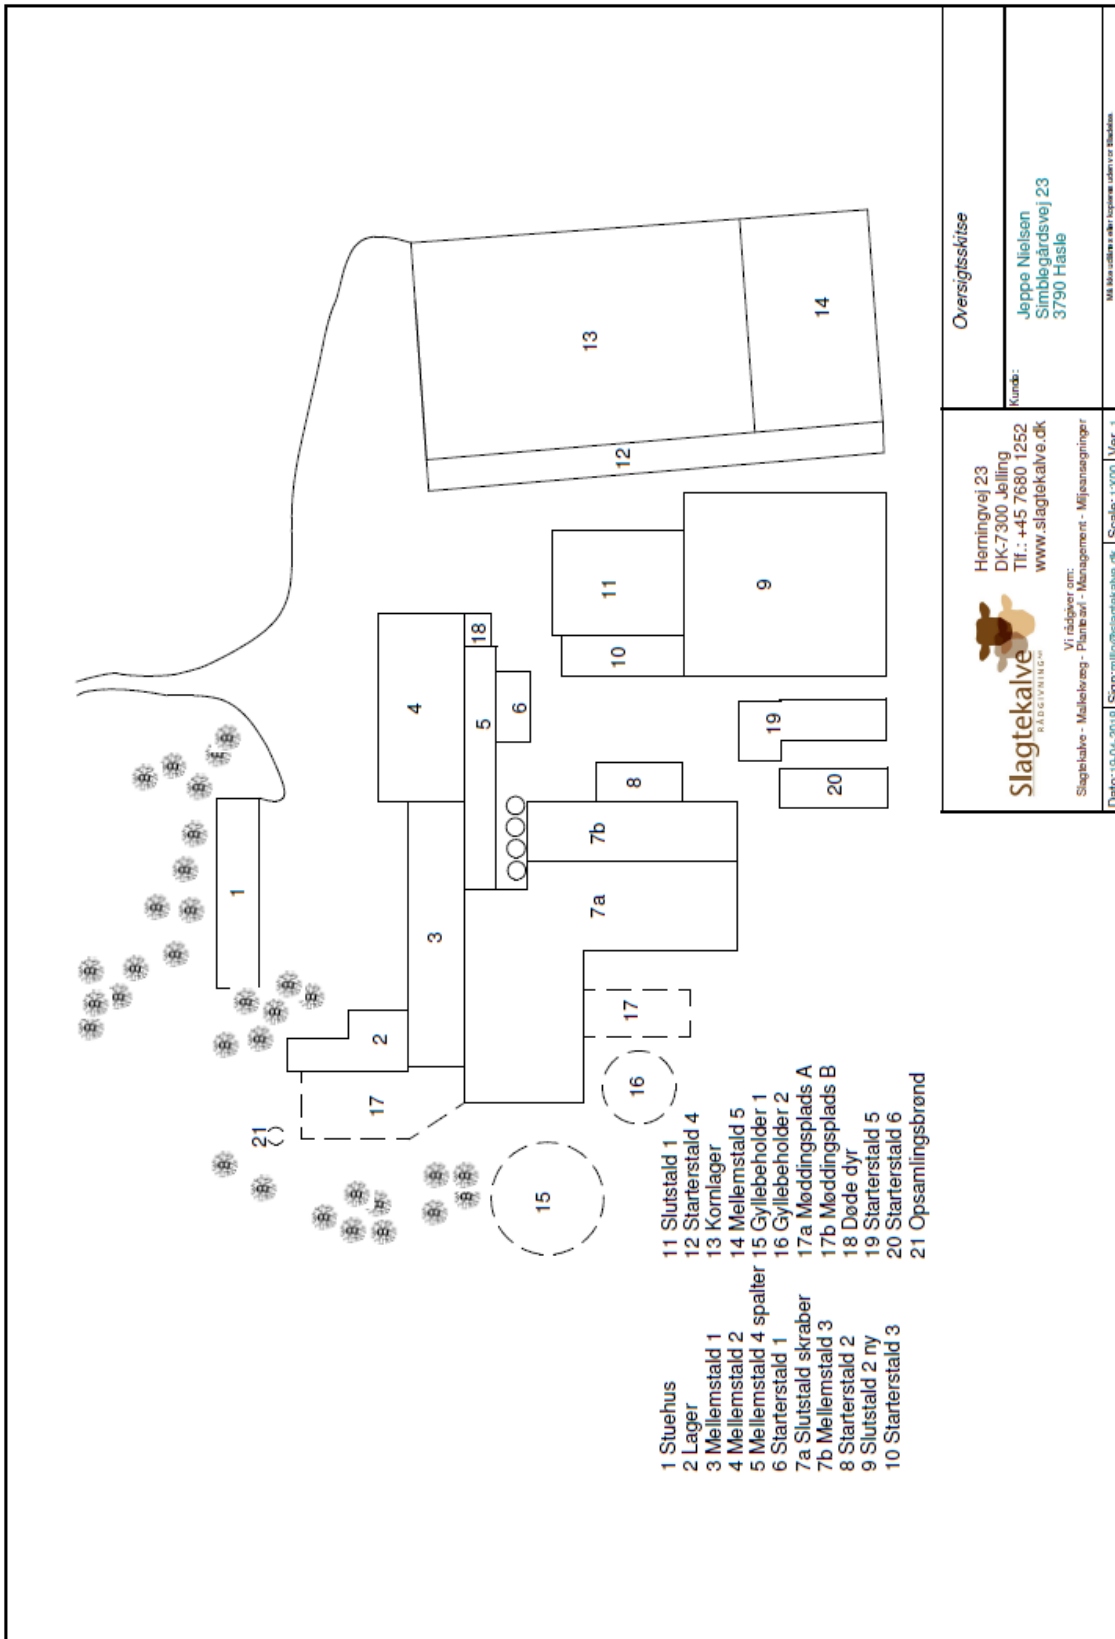 21
1
17
2
3
4
18
5
6
15
16
17
7a
7b
8
10
11
12
13
14
9
19
20
1 Stuehus
2 Lager
3 Mellemstald 1
4 Mellemstald 2
5 Mellemstald 4 spalter
6 Starterstald 1
7a Slutstald skraber
7b Mellemstald 3
8 Starterstald 2
9 Slutstald 2 ny
10 Starterstald 3
11 Slutstald 1
12 Starterstald 4
13 Kornlager
14 Mellemstald 5
15 Gyllebeholder 1
16 Gyllebeholder 2
17a Møddingsplads A
17b Møddingsplads B
18 Døde dyr
19 Starterstald 5
20 Starterstald 6
21 Opsamlingsbrønd
Slagtekalve
RÅDGIVNING
Herningvej 23
DK-7300 Jelling
Tlf.: +45 7680 1252
www.slagtekalve.dk
Vi rådgiver om:
Slagtekalve - Malkekvæg - Planteavl - Management - Miljøansøgninger
Oversigtsskitse
Kunde:
Jeppe Nielsen
Simblegårdsvej 23
3790 Hasle